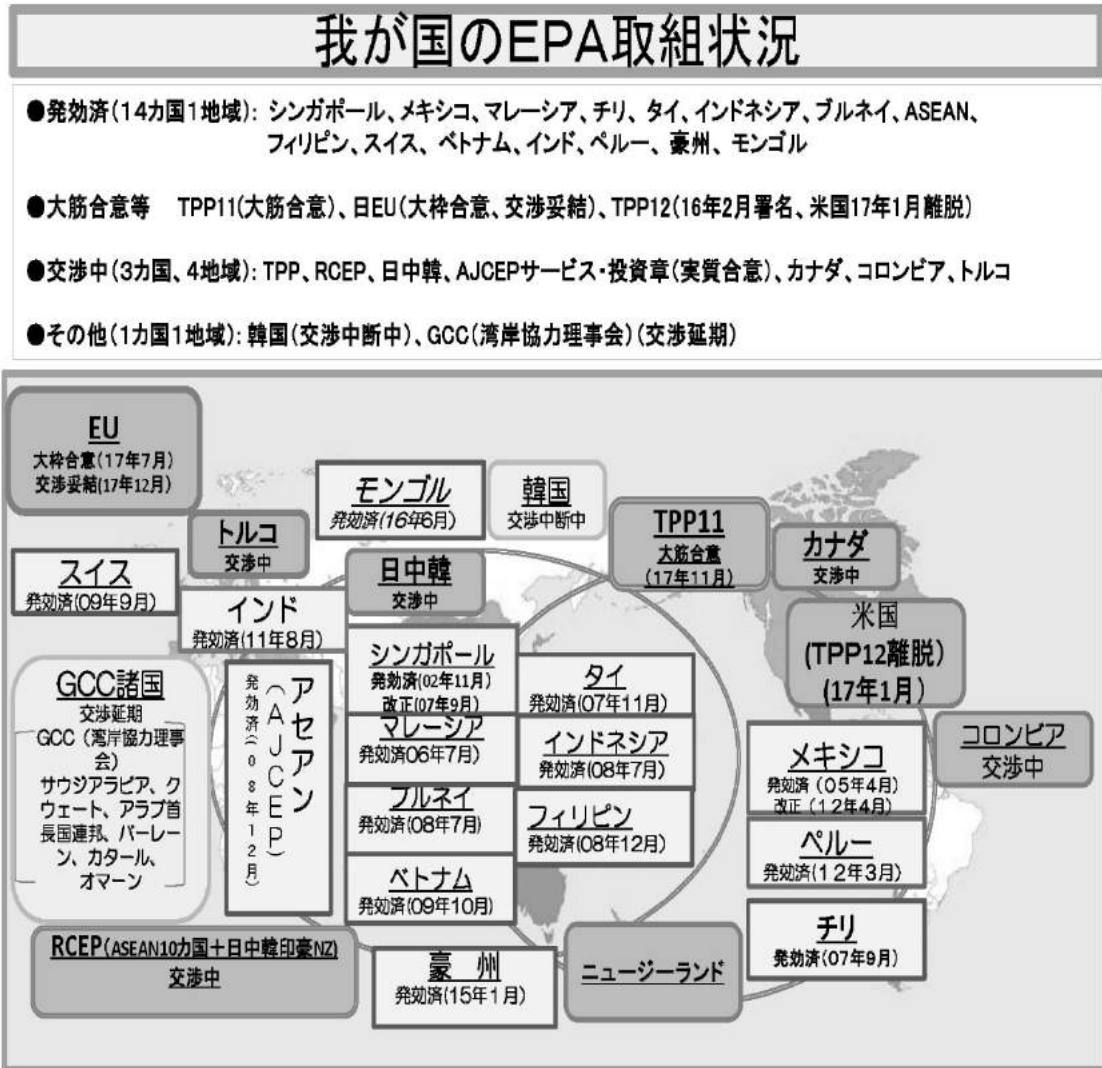 我が国のEPA取組状況
●発効済(14カ国1地域): シンガポール、メキシコ、マレーシア、チリ、タイ、インドネシア、ブルネイ、ASEAN、
フィリピン、スイス、ベトナム、インド、ペルー、豪州、モンゴル
●大筋合意等 TPP11(大筋合意)、日EU(大枠合意、交渉妥結)、TPP12(16年2月署名、米国17年1月離脱)
●交渉中(3カ国、4地域): TPP、RCEP、日中韓、AJCEPサービス・投資章(実質合意)、カナダ、コロンビア、トルコ
●その他(1カ国1地域): 韓国(交渉中断中)、GCC(湾岸協力理事会)(交渉延期)
EU
大枠合意(17年7月)
交渉妥結(17年12月)
トルコ
交渉中
モンゴル
発効済(16年6月)
韓国
交渉中断中
TPP11
大筋合意
(17年11月)
カナダ
交渉中
スイス
発効済(09年9月)
インド
発効済(11年8月)
日中韓
交渉中
米国
(TPP12離脱)
(17年1月)
GCC諸国
交渉延期
GCC(湾岸協力理事
会)
サウジアラビア、ク
ウェート、アラブ首
長国連邦、バーレー
ン、カタール、
オマーン
アセアン
(AJCEP)
発効済(08年12月)
シンガポール
発効済(02年11月)
改正(07年9月)
マレーシア
発効済06年7月)
ブルネイ
発効済(08年7月)
ベトナム
発効済(09年10月)
タイ
発効済(07年11月)
インドネシア
発効済(08年7月)
フィリピン
発効済(08年12月)
メキシコ
発効済(05年4月)
改正(12年4月)
コロンビア
交渉中
ペルー
発効済(12年3月)
チリ
発効済(07年9月)
RCEP(ASEAN10カ国+日中韓印豪NZ)
交渉中
豪州
発効済(15年1月)
ニュージーランド